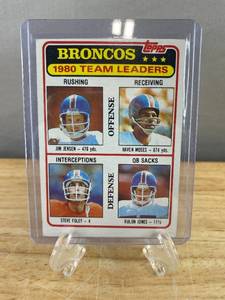 BRONCOS
topps
1980 TEAM LEADERS
RUSHING
RECEIVING
OFFENSE
JIM JENSEN – 476 yds.
HAVEN MOSES – 674 yds.
INTERCEPTIONS
QB SACKS
DEFENSE
STEVE FOLEY – 4
RULON JONES – 11½